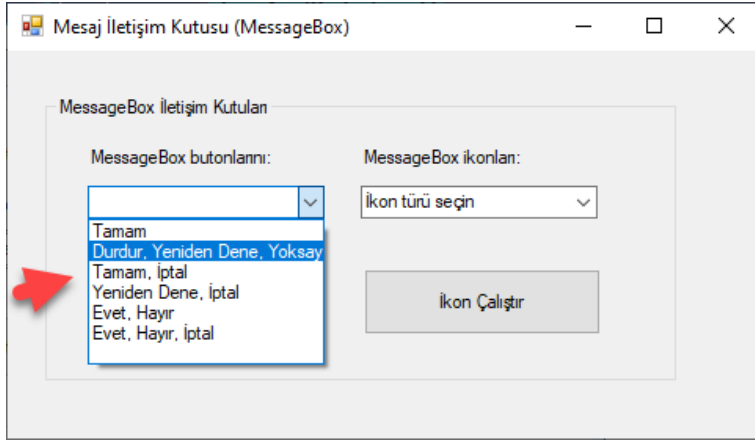 Mesaj İletişim Kutusu (MessageBox)
MessageBox İletişim Kutuları
MessageBox butonlarını:
MessageBox ikonları:
İkon türü seçin
Tamam
Durdur, Yeniden Dene, Yoksay
Tamam, İptal
Yeniden Dene, İptal
Evet, Hayır
Evet, Hayır, İptal
İkon Çalıştır